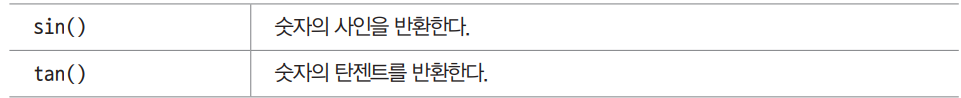 sin() 숫자의 사인을 반환한다.
tan() 숫자의 탄젠트를 반환한다.